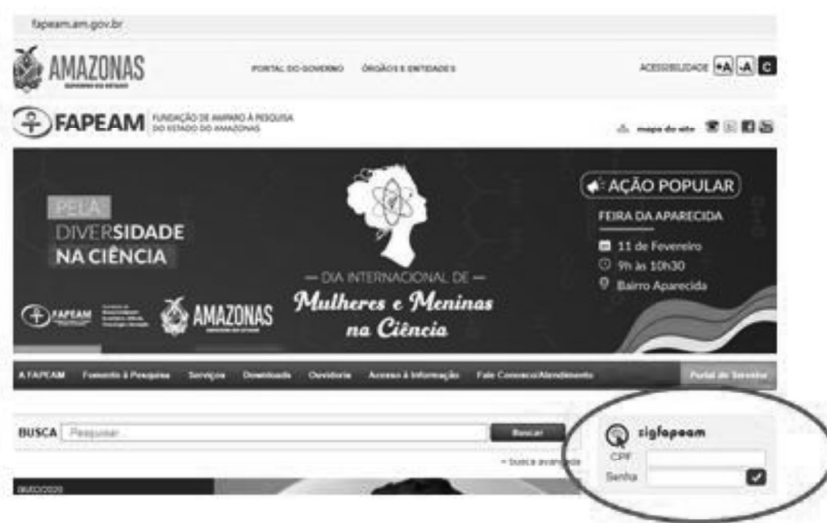 fapeam.am.gov.br
AMAZONAS
PORTAL DO GOVERNO ÓRGÃOS E ENTIDADES
ACESSIBILIDADE +A -A C
FAPEAM FUNDAÇÃO DE AMPARO À PESQUISA
DO ESTADO DO AMAZONAS
mapa do site
PELA
DIVERSIDADE
NA CIÊNCIA
DIA INTERNACIONAL DE
Mulheres e Meninas
na Ciência
AÇÃO POPULAR
FEIRA DA APARECIDA
11 de Fevereiro
9h às 10h30
Bairro Aparecida
FAPEAM
AMAZONAS
A FAPEAM Fomento à Pesquisa Serviços Downloads Ouvidoria Acesso à Informação Fale Conosco/Atendimento Portal do Servidor
BUSCA Pesquisar... Buscar
+ busca avançada
sigfapeam
CPF
Senha